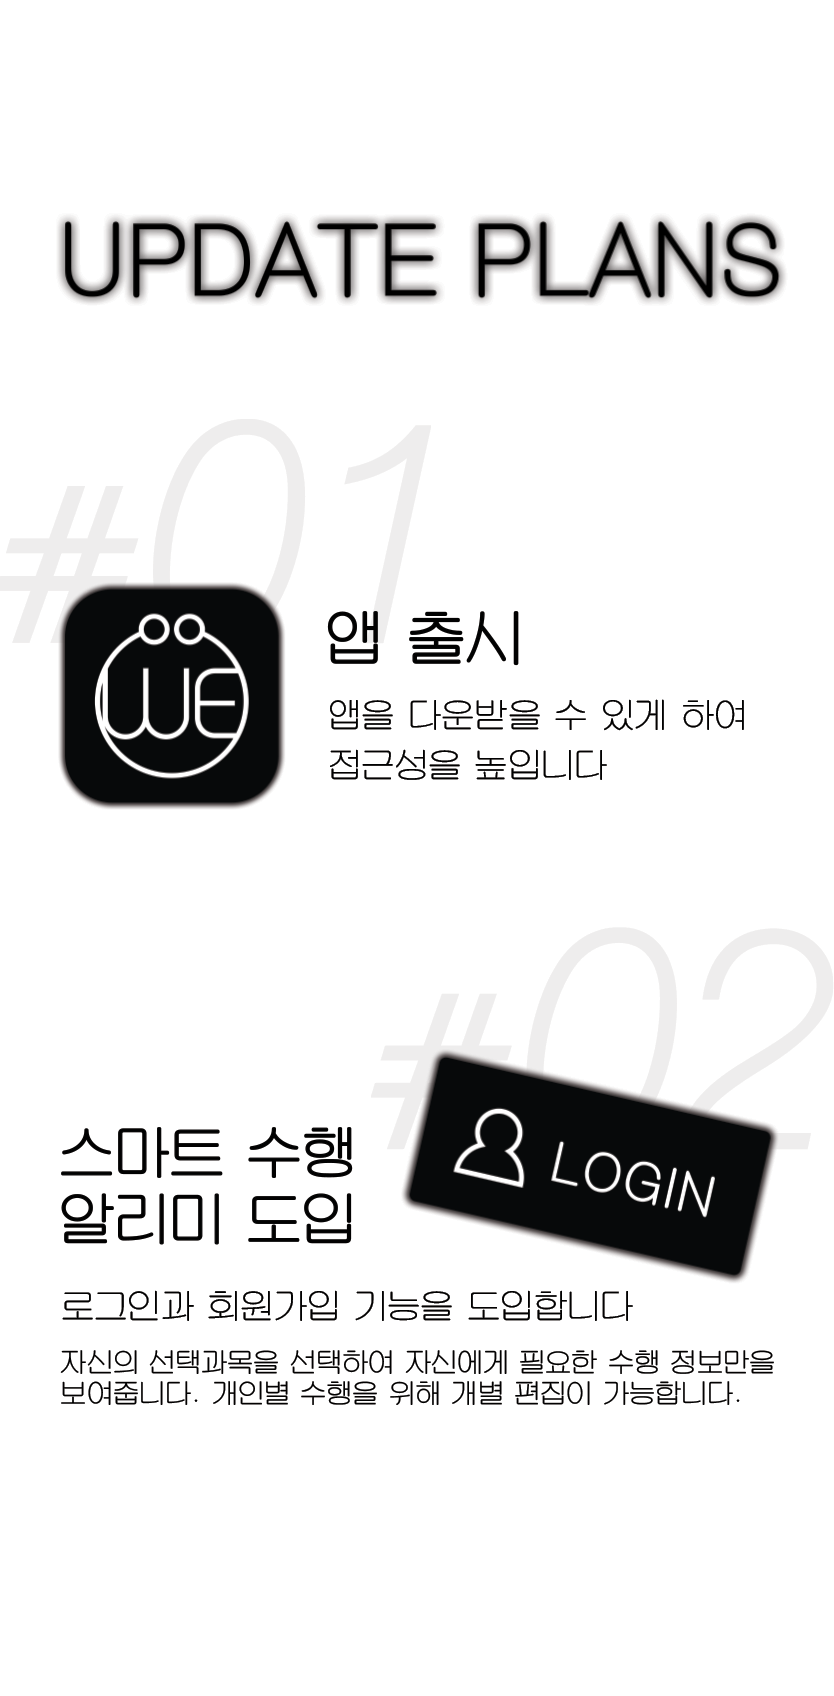 UPDATE PLANS
#01
WE
앱 출시
앱을 다운받을 수 있게 하여
접근성을 높입니다
#02
LOGIN
스마트 수행
알리미 도입
로그인과 회원가입 기능을 도입합니다
자신의 선택과목을 선택하여 자신에게 필요한 수행 정보만을
보여줍니다. 개인별 수행을 위해 개별 편집이 가능합니다.